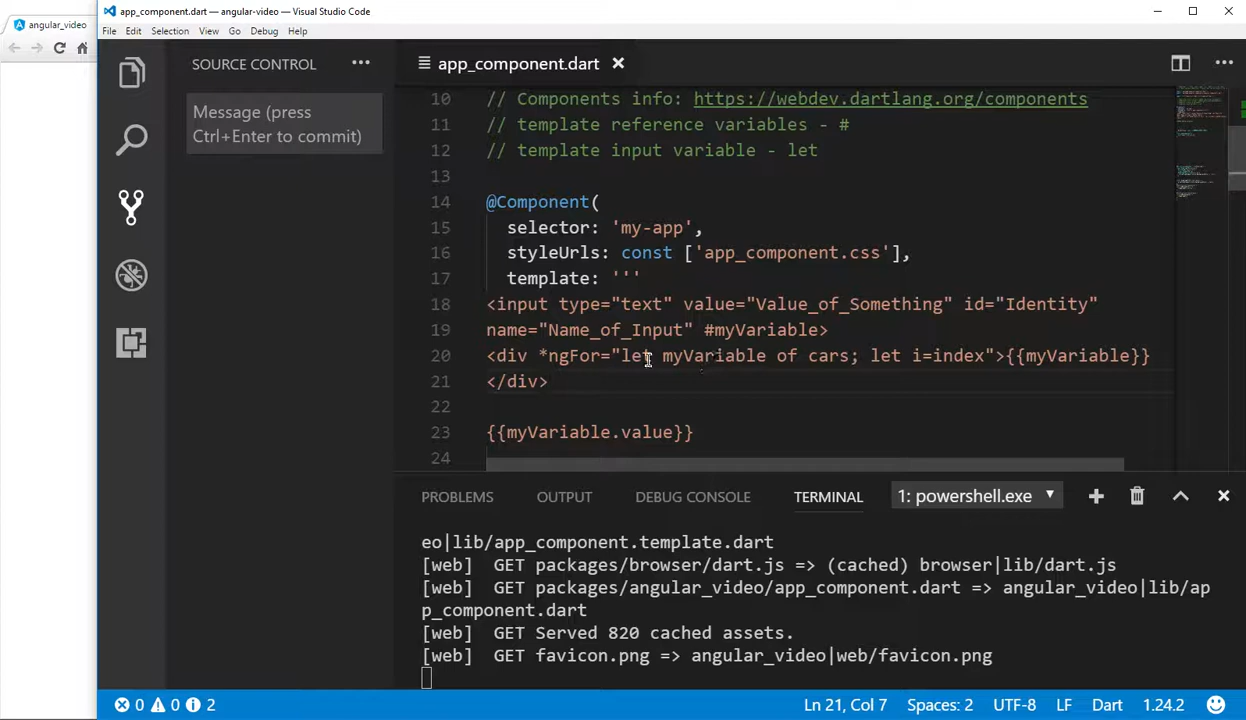 app_component.dart — angular-video — Visual Studio Code
angular_video
File Edit Selection View Go Debug Help
SOURCE CONTROL
Message (press
Ctrl+Enter to commit)
app_component.dart
10 // Components info: https://webdev.dartlang.org/components
11 // template reference variables - #
12 // template input variable - let
13
14 @Component(
15 selector: 'my-app',
16 styleUrls: const ['app_component.css'],
17 template: '''
18 <input type="text" value="Value_of_Something" id="Identity"
19 name="Name_of_Input" #myVariable>
20 <div *ngFor="let myVariable of cars; let i=index">{{myVariable}}
21 </div>
22
23 {{myVariable.value}}
24
PROBLEMS OUTPUT DEBUG CONSOLE TERMINAL 1: powershell.exe
eo|lib/app_component.template.dart
[web] GET packages/browser/dart.js => (cached) browser|lib/dart.js
[web] GET packages/angular_video/app_component.dart => angular_video|lib/ap
p_component.dart
[web] GET Served 820 cached assets.
[web] GET favicon.png => angular_video|web/favicon.png
0 0 2 Ln 21, Col 7 Spaces: 2 UTF-8 LF Dart 1.24.2